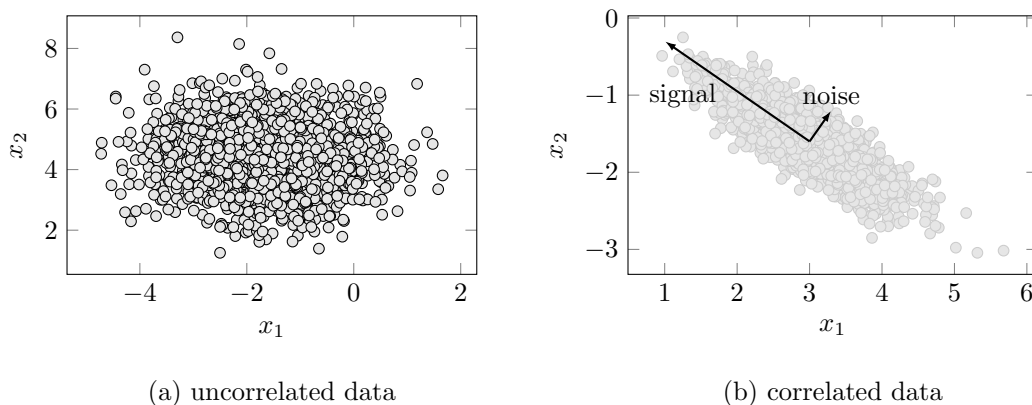 8
6
4
2
x₂
−4
−2
0
2
x₁
(a) uncorrelated data
0
−1
−2
−3
x₂
signal
noise
1
2
3
4
5
6
x₁
(b) correlated data